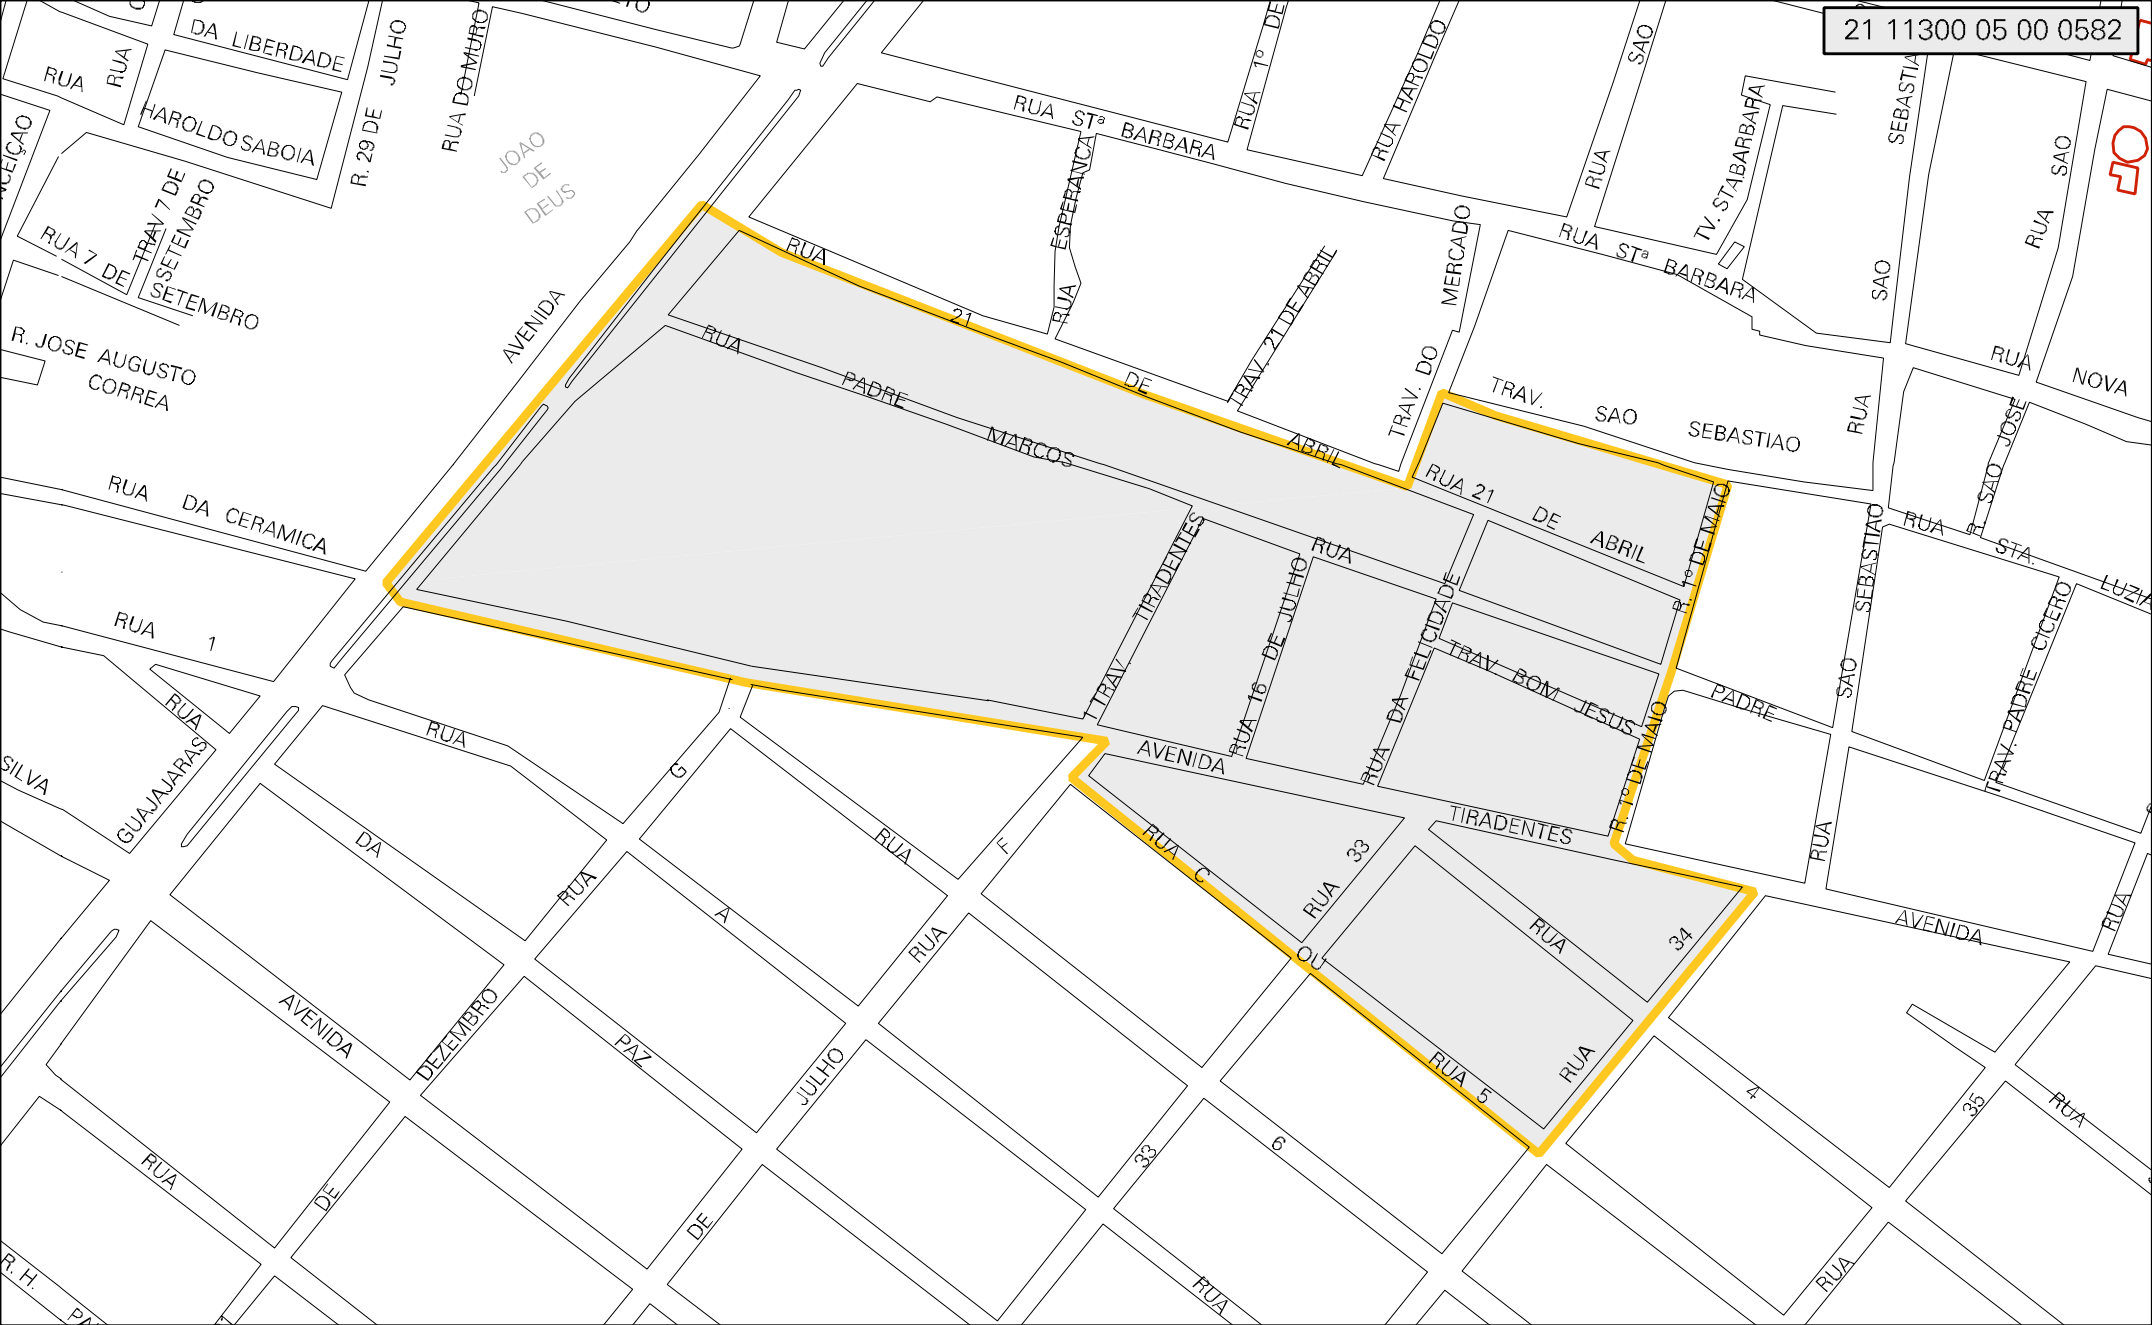 21 11300 05 00 0582
DA LIBERDADE
RUA
RUA
HAROLDO SABOIA
R. 29 DE JULHO
RUA DO MURO
JOAO
DE
DEUS
RUA 1º DE
RUA HAROLDO
RUA STª BARBARA
RUA SAO
TV. STABARBARA
SEBASTIA
SAO
RUA SAO
RUA 7 DE
SETEMBRO
TRAV 7 DE
SETEMBRO
R. JOSE AUGUSTO
CORREA
AVENIDA
GUAJAJARAS
RUA ESPERANCA
TRAV. 21 DE ABRIL
TRAV. DO MERCADO
RUA STª BARBARA
RUA 21 DE ABRIL
RUA PADRE MARCOS
TRAV. SAO SEBASTIAO
RUA
RUA NOVA
R. SAO JOSE
RUA 21 DE ABRIL
R. 1º DE MAIO
RUA DA CERAMICA
RUA 1
RUA
SILVA
RUA
1 TRAV. TIRADENTES
RUA 16 DE JULHO
RUA DA FELICIDADE
TRAV BOM JESUS
R. 1º DE MAIO
PADRE
RUA SAO SEBASTIAO
RUA STA. LUZIA
TRAV. PADRE CICERO
AVENIDA TIRADENTES
AVENIDA
RUA
RUA DA PAZ
RUA G
RUA A
RUA F
RUA C OU RUA 5
RUA 33
RUA 34
RUA 4
RUA 35
RUA
RUA
AVENIDA
RUA DE DEZEMBRO
RUA DE JULHO
33
6
RUA
RUA
R. H.